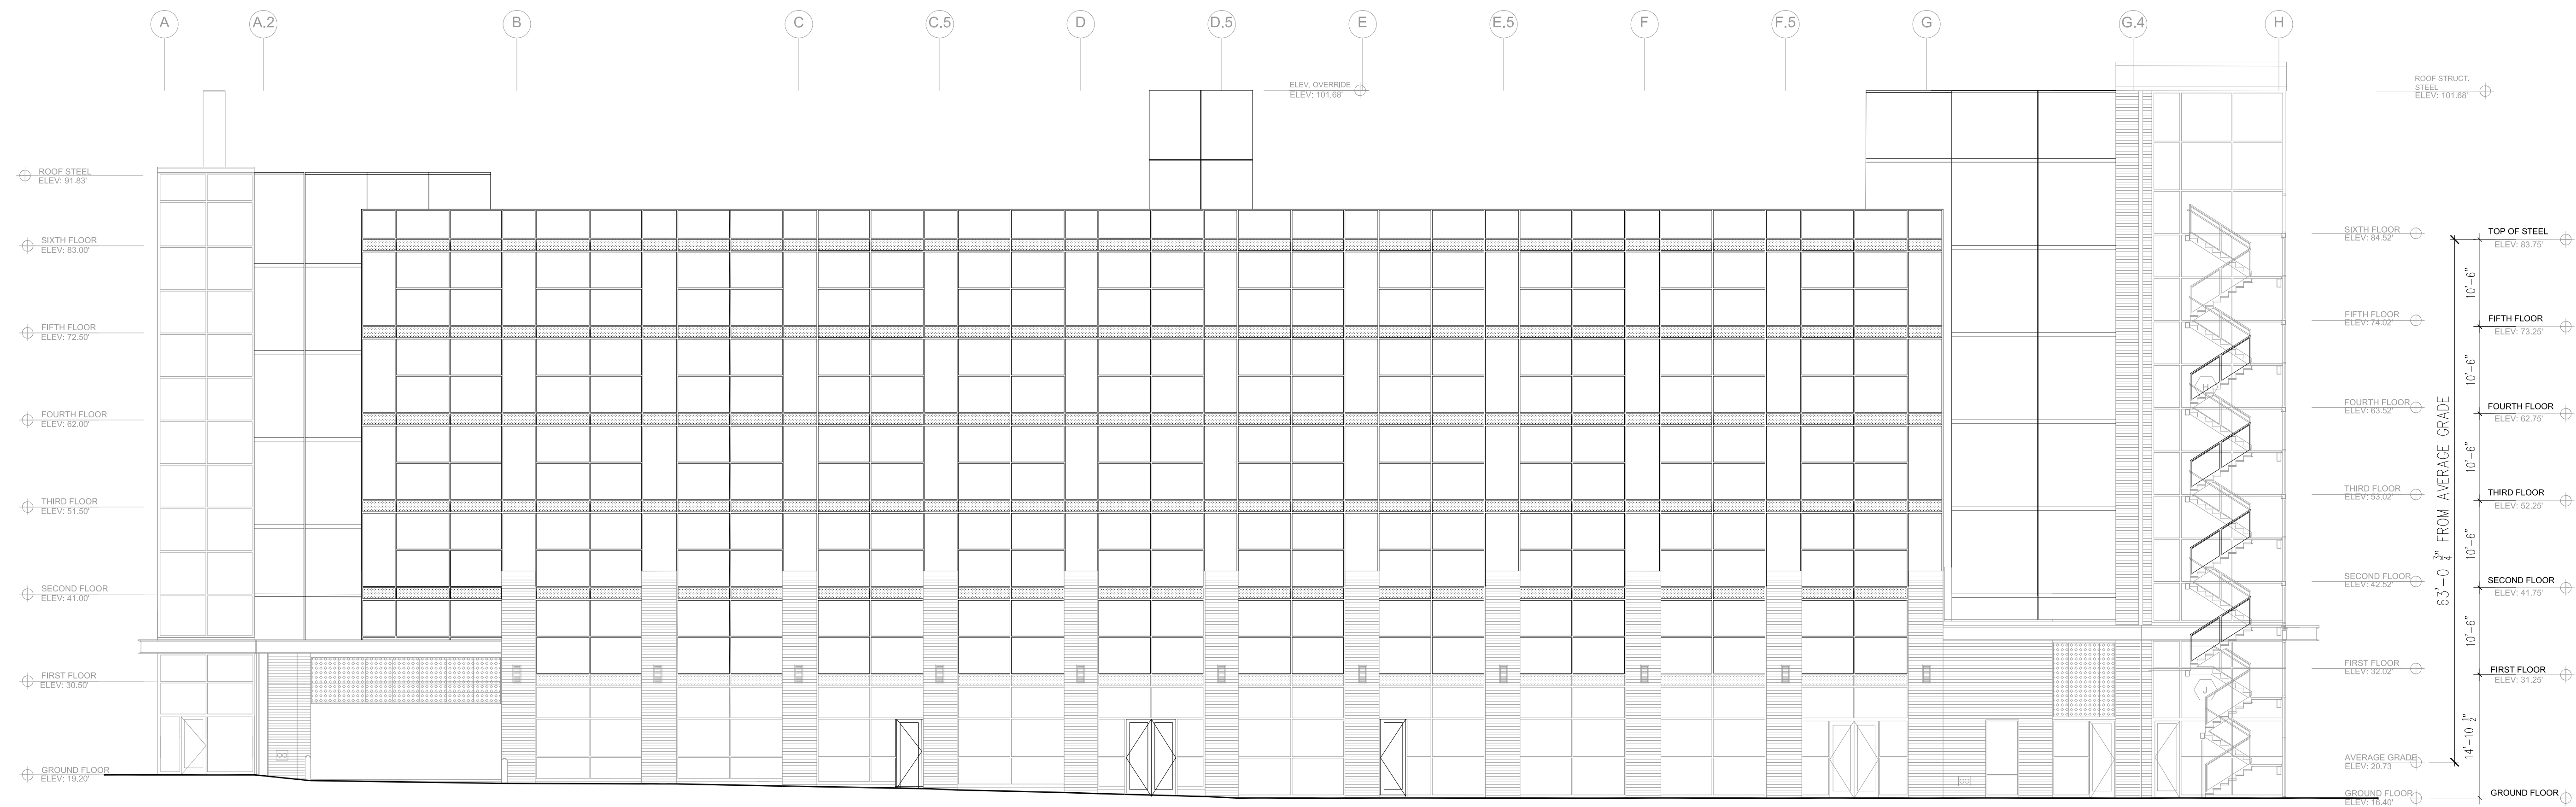 A
A.2
B
C
C.5
D
D.5
E
E.5
F
F.5
G
G.4
H
ELEV. OVERRIDE
ELEV: 101.68'
ROOF STRUCT.
STEEL
ELEV: 101.68'
ROOF STEEL
ELEV: 91.83'
SIXTH FLOOR
ELEV: 83.00'
FIFTH FLOOR
ELEV: 72.50'
FOURTH FLOOR
ELEV: 62.00'
THIRD FLOOR
ELEV: 51.50'
SECOND FLOOR
ELEV: 41.00'
FIRST FLOOR
ELEV: 30.50'
GROUND FLOOR
ELEV: 19.20'
H
J
SIXTH FLOOR
ELEV: 84.52'
FIFTH FLOOR
ELEV: 74.02'
FOURTH FLOOR
ELEV: 63.52'
THIRD FLOOR
ELEV: 53.02'
SECOND FLOOR
ELEV: 42.52'
FIRST FLOOR
ELEV: 32.02'
AVERAGE GRADE
ELEV: 20.73
GROUND FLOOR
ELEV: 16.40'
63'-0 3/4" FROM AVERAGE GRADE
10'-6"
10'-6"
10'-6"
10'-6"
10'-6"
14'-10 1/2"
TOP OF STEEL
ELEV: 83.75'
FIFTH FLOOR
ELEV: 73.25'
FOURTH FLOOR
ELEV: 62.75'
THIRD FLOOR
ELEV: 52.25'
SECOND FLOOR
ELEV: 41.75'
FIRST FLOOR
ELEV: 31.25'
GROUND FLOOR